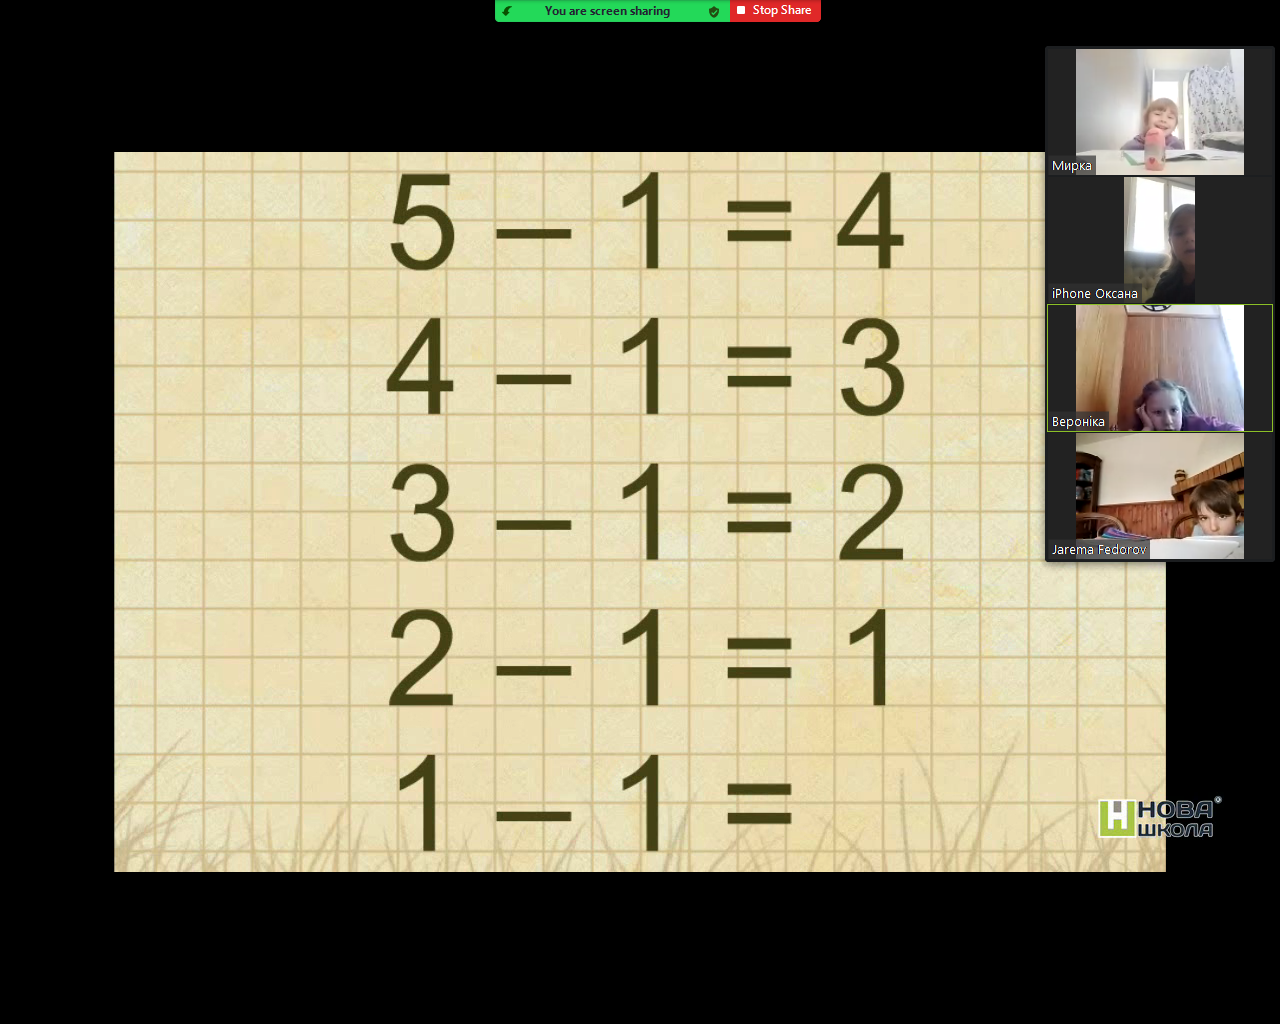 You are screen sharing
Stop Share
5 – 1 = 4
4 – 1 = 3
3 – 1 = 2
2 – 1 = 1
1 – 1 =
Мирка
iPhone Оксана
Вероніка
Jarema Fedorov
НОВА
ШКОЛА